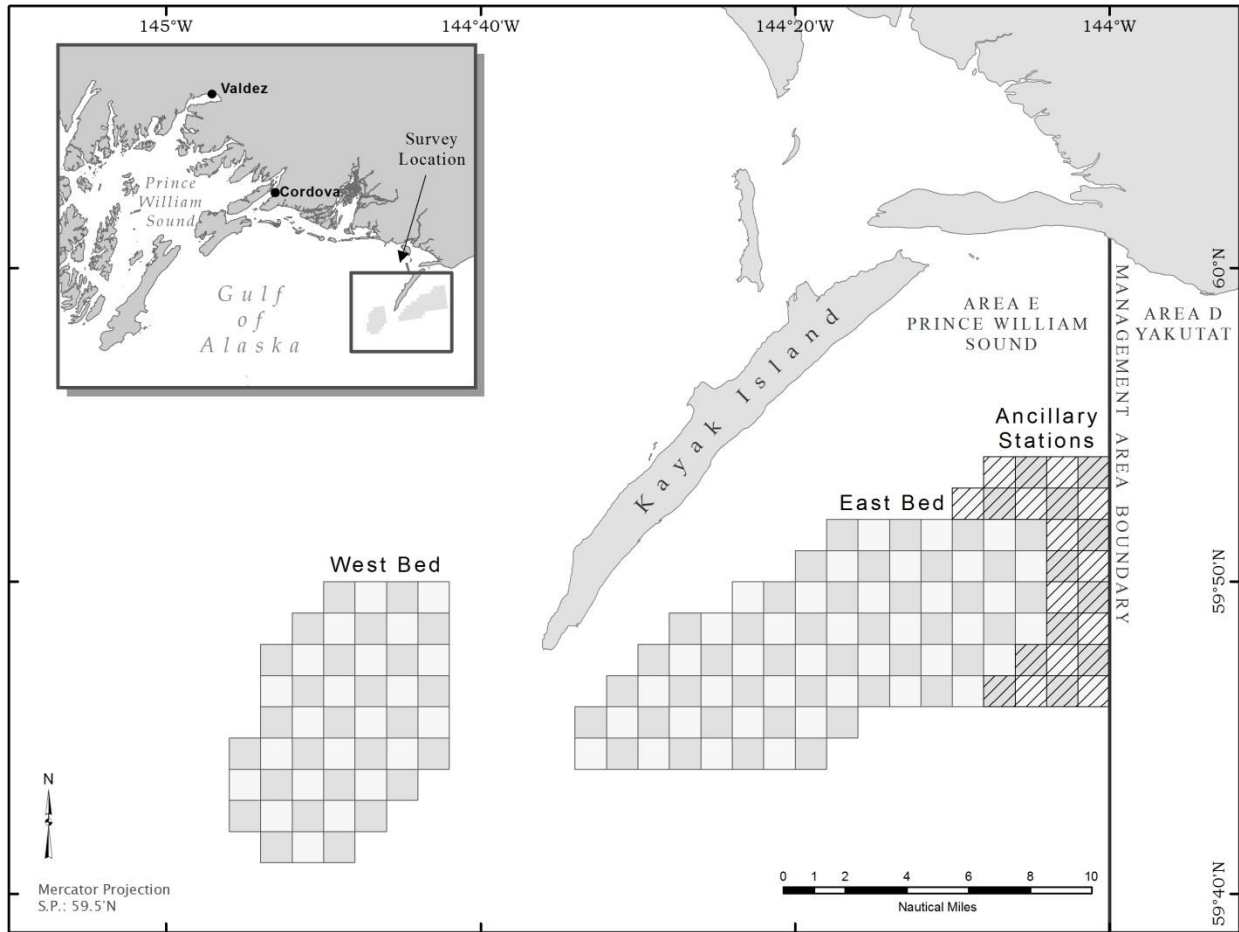 145°W
144°40'W
144°20'W
144°W
Valdez
Survey
Location
Cordova
Prince
William
Sound
Gulf
of
Alaska
60°N
AREA E
PRINCE WILLIAM
SOUND
AREA D
YAKUTAT
MANAGEMENT AREA BOUNDARY
Kayak Island
Ancillary
Stations
East Bed
West Bed
59°50'N
N
Mercator Projection
S.P.: 59.5°N
0 1 2 4 6 8 10
Nautical Miles
59°40'N